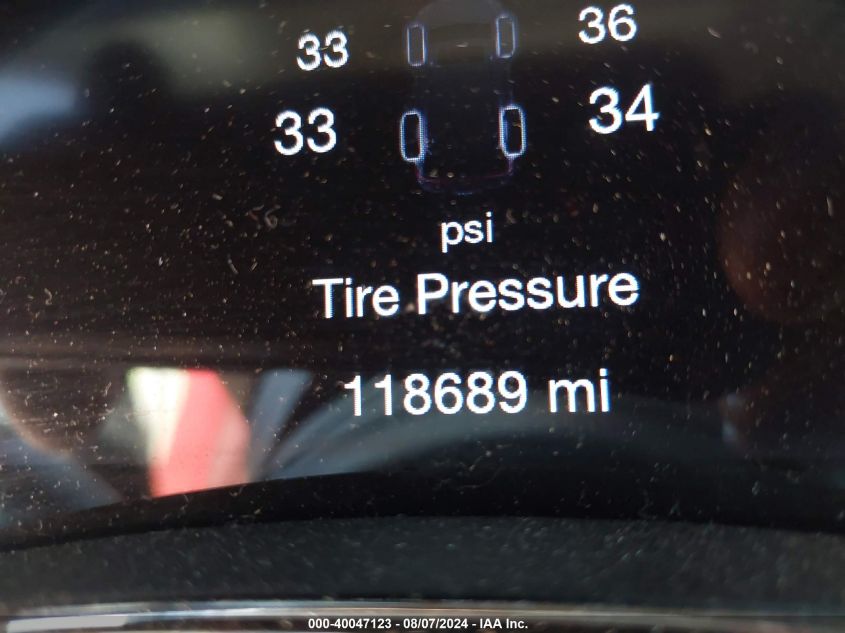 33 36
33 34
psi
Tire Pressure
118689 mi
000-40047123 - 08/07/2024 - IAA Inc.